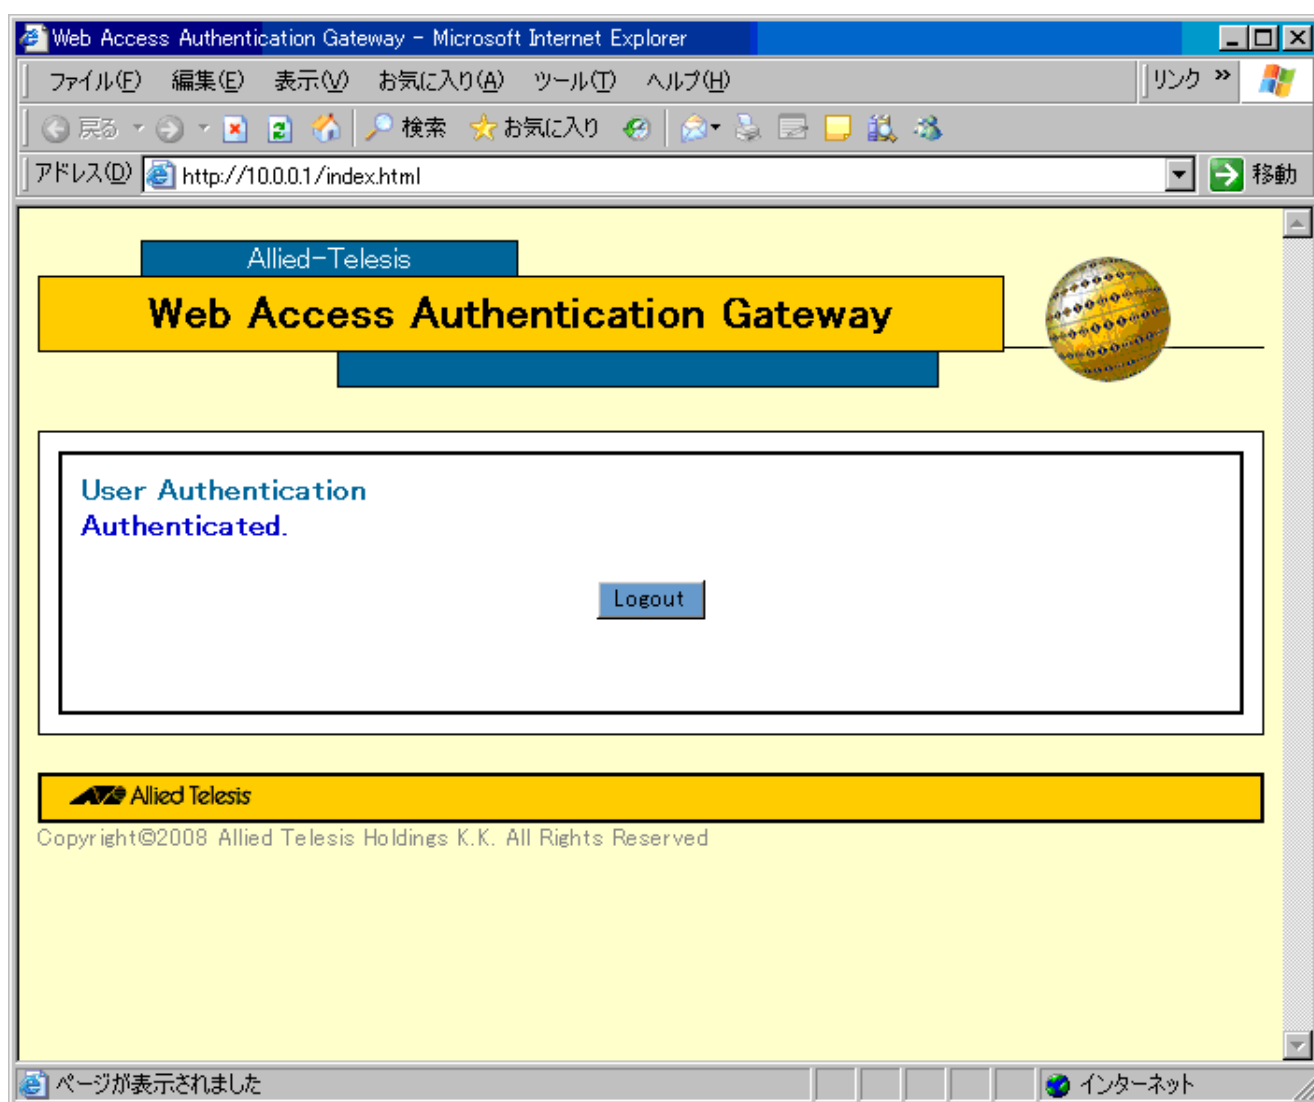 Web Access Authentication Gateway - Microsoft Internet Explorer
ファイル(F) 編集(E) 表示(V) お気に入り(A) ツール(T) ヘルプ(H) リンク »
戻る 検索 お気に入り
アドレス(D) http://10.0.0.1/index.html 移動
Allied-Telesis
Web Access Authentication Gateway
User Authentication
Authenticated.
Logout
Allied Telesis
Copyright©2008 Allied Telesis Holdings K.K. All Rights Reserved
ページが表示されました インターネット